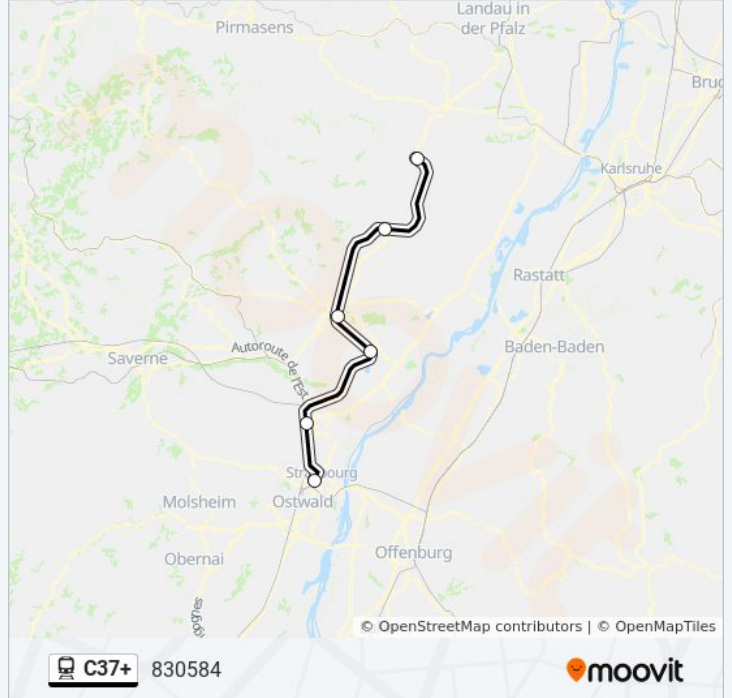 Landau in
der Pfalz
Pirmasens
Bruc
Karlsruhe
Rastatt
Baden-Baden
Autoroute de l'Est
Saverne
Strasbourg
Molsheim
Ostwald
Offenburg
Obernai
© OpenStreetMap contributors | © OpenMapTiles
C37+ 830584
moovit